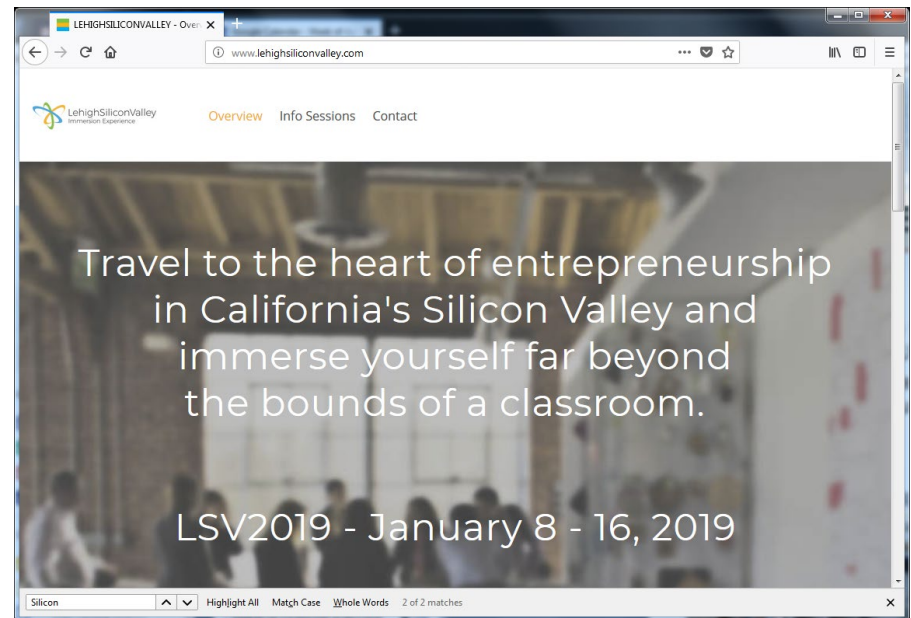 LEHIGHSILICONVALLEY - Over
www.lehighsiliconvalley.com
LehighSiliconValley
Immersion Experience
Overview Info Sessions Contact
Travel to the heart of entrepreneurship
in California's Silicon Valley and
immerse yourself far beyond
the bounds of a classroom.
LSV2019 - January 8 - 16, 2019
Silicon Highlight All Match Case Whole Words 2 of 2 matches